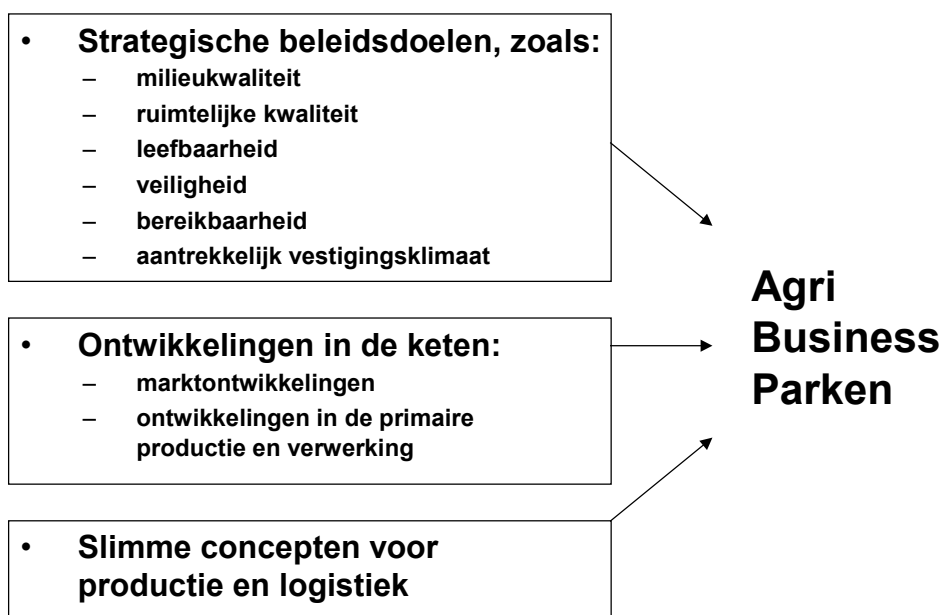 • Strategische beleidsdoelen, zoals:
– milieukwaliteit
– ruimtelijke kwaliteit
– leefbaarheid
– veiligheid
– bereikbaarheid
– aantrekkelijk vestigingsklimaat
• Ontwikkelingen in de keten:
– marktontwikkelingen
– ontwikkelingen in de primaire
productie en verwerking
• Slimme concepten voor
productie en logistiek
Agri
Business
Parken